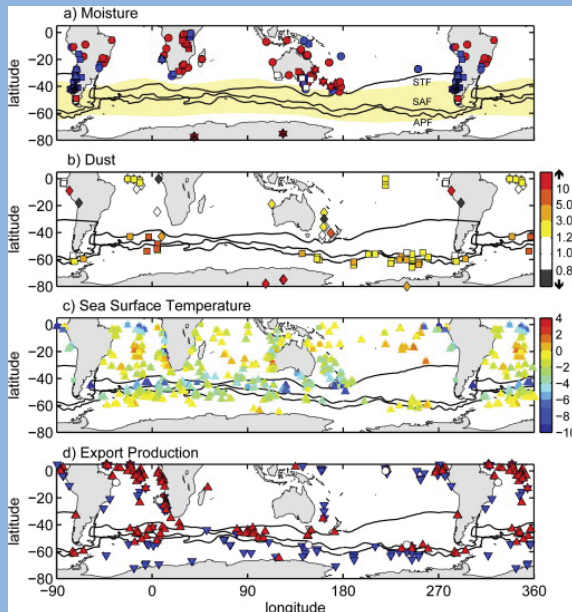 a) Moisture
0
−20
−40
−60
−80
latitude
STF
SAF
APF
b) Dust
0
−20
−40
−60
−80
latitude
10
5.0
3.0
1.2
1.0
0.8
c) Sea Surface Temperature
0
−20
−40
−60
−80
latitude
4
2
0
−2
−4
−6
−8
−10
d) Export Production
0
−20
−40
−60
−80
latitude
−90 0 90 180 270 360
longitude